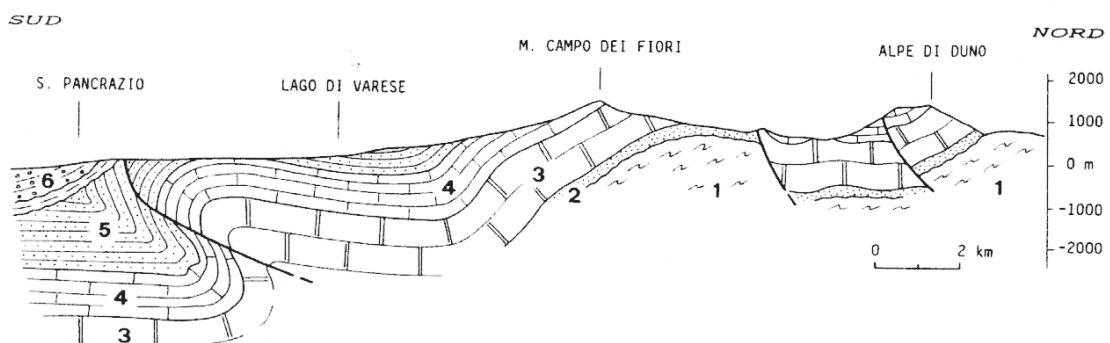 SUD
NORD
M. CAMPO DEI FIORI
ALPE DI DUNO
S. PANCRAZIO
LAGO DI VARESE
2000
1000
0 m
-1000
-2000
6
5
4
3
4
3
2
1
1
0 2 km